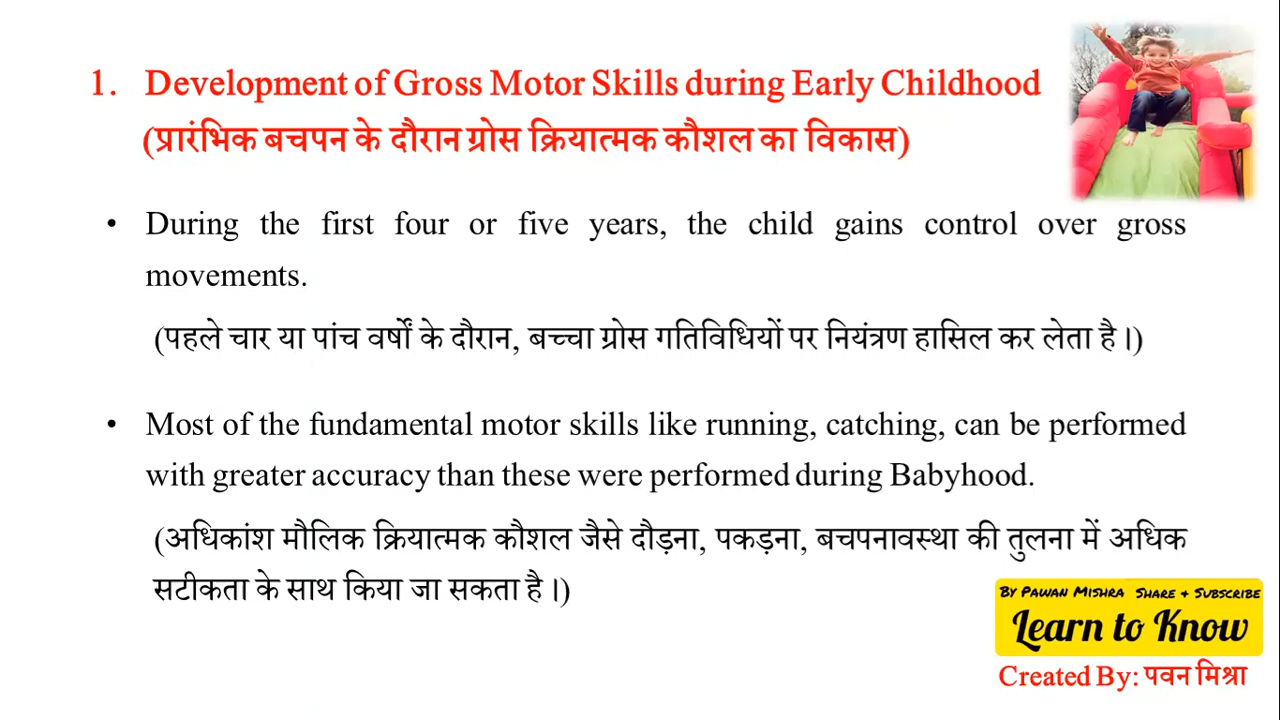 1. Development of Gross Motor Skills during Early Childhood
(प्रारंभिक बचपन के दौरान ग्रोस क्रियात्मक कौशल का विकास)
• During the first four or five years, the child gains control over gross
movements.
(पहले चार या पांच वर्षों के दौरान, बच्चा ग्रोस गतिविधियों पर नियंत्रण हासिल कर लेता है।)
• Most of the fundamental motor skills like running, catching, can be performed
with greater accuracy than these were performed during Babyhood.
(अधिकांश मौलिक क्रियात्मक कौशल जैसे दौड़ना, पकड़ना, बचपनावस्था की तुलना में अधिक
सटीकता के साथ किया जा सकता है।)
By Pawan Mishra Share + Subscribe
Learn to Know
Created By: पवन मिश्रा